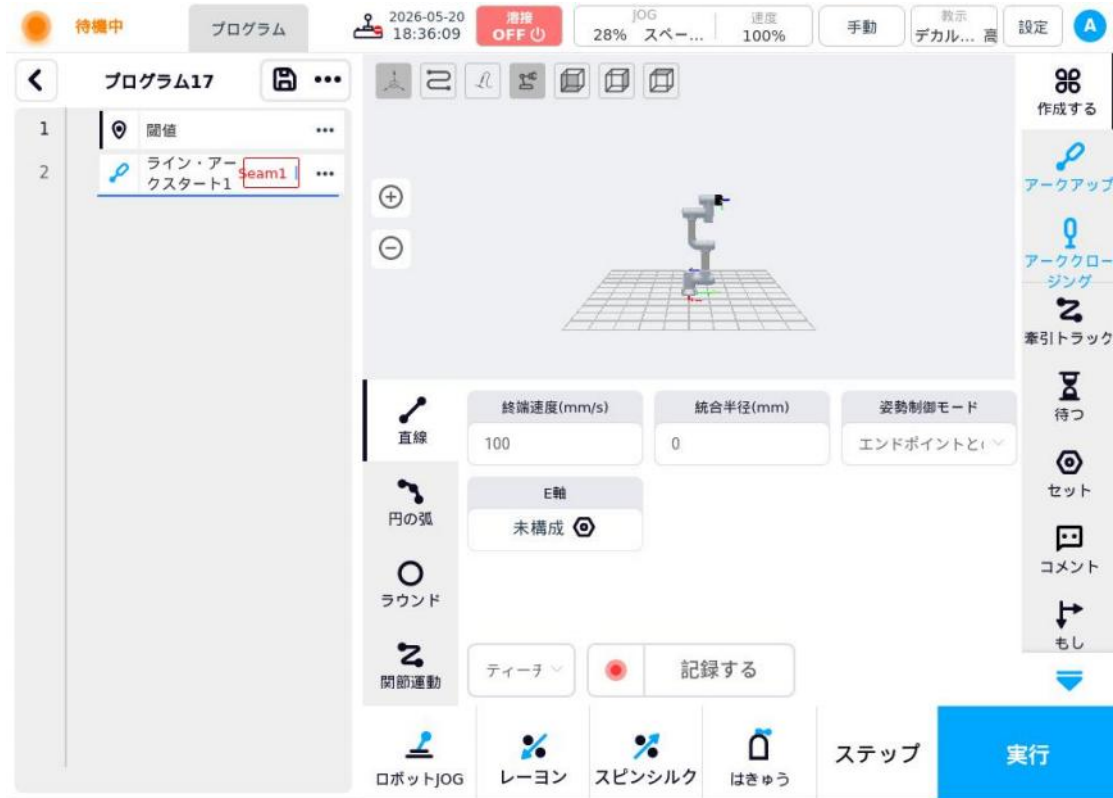 待機中
プログラム
2026-05-20
18:36:09
溶接
OFF
JOG
28% スペー...
速度
100%
手動
教示
デカル... 高
設定
A
プログラム17
1
閾値
2
ライン・アー
クスタート1
Seam1
作成する
アークアップ
アーククロー
ジング
牽引トラック
待つ
セット
コメント
もし
直線
円の弧
ラウンド
関節運動
終端速度(mm/s)
100
統合半径(mm)
0
姿勢制御モード
エンドポイントと
E軸
未構成
ティーチ
記録する
ロボットJOG
レーヨン
スピンシルク
はきゅう
ステップ
実行